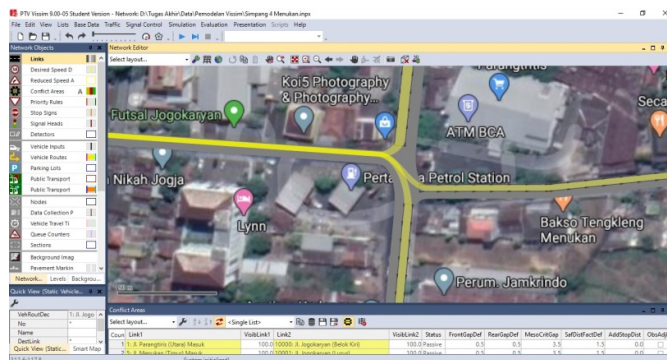 PTV Vissim 9.00-05 Student Version - Network: D:\Tugas Akhir\Data\Pemodelan Vissim\Simpang 4 Menukan.inpx
File Edit View Lists Base Data Traffic Signal Control Simulation Evaluation Presentation Scripts Help
Network Objects
Network Editor
Select layout...
Links
Desired Speed D
Reduced Speed A
Conflict Areas A
Priority Rules
Stop Signs
Signal Heads
Detectors
Vehicle Inputs
Vehicle Routes
Parking Lots
Public Transport
Public Transport
Nodes
Data Collection P
Vehicle Travel Ti
Queue Counters
Sections
Background Imag
Pavement Markin
Network... Levels Backgrou...
Koi5 Photography
& Photography...
Futsal Jogokaryan
Parangtritis
Seca
ATM BCA
Nikah Jogja
Perta a Petrol Station
Lynn
Bakso Tengkleng
Menukan
Perum. Jamkrindo
Quick View (Static Vehicle...
VehRoutDec 1: Jl. Jogo
No
Name
DestLink
Quick View (Static... Smart Map
Conflict Areas
Select layout... <Single List>
Coun Link1 VisibLink1 Link2 VisibLink2 Status FrontGapDef RearGapDef MesoCritGap SafDistFactDef AddStopDist ObsAdj
1 1: Jl. Parangtritis (Utara) Masuk 100.0 10000: Jl. Jogokaryan (Belok Kiri) 100.0 Passive 0.5 0.5 3.5 1.5 0.0